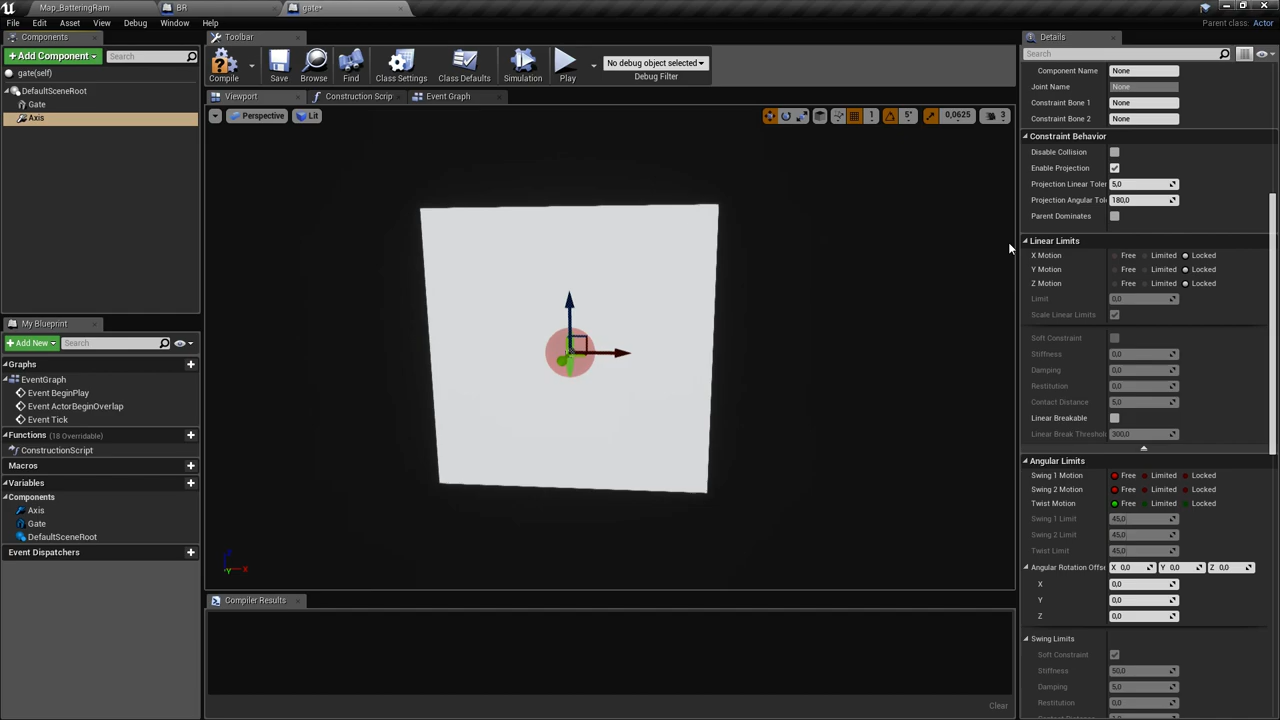 Map_BatteringRam
BR
gate*
File Edit Asset View Debug Window Help
Parent class: Actor
Components
Add Component
Search
gate(self)
DefaultSceneRoot
Gate
Axis
My Blueprint
Add New
Search
Graphs
EventGraph
Event BeginPlay
Event ActorBeginOverlap
Event Tick
Functions (18 Overridable)
ConstructionScript
Macros
Variables
Components
Axis
Gate
DefaultSceneRoot
Event Dispatchers
Toolbar
Compile Save Browse Find Class Settings Class Defaults Simulation Play
No debug object selected
Debug Filter
Viewport Construction Scrip Event Graph
Perspective Lit
1 5° 0,0625 3
Z X Y
Compiler Results
Clear
Details
Search
Component Name None
Joint Name None
Constraint Bone 1 None
Constraint Bone 2 None
Constraint Behavior
Disable Collision
Enable Projection
Projection Linear Toler 5,0
Projection Angular Tol 180,0
Parent Dominates
Linear Limits
X Motion Free Limited Locked
Y Motion Free Limited Locked
Z Motion Free Limited Locked
Limit 0,0
Scale Linear Limits
Soft Constraint
Stiffness 0,0
Damping 0,0
Restitution 0,0
Contact Distance 5,0
Linear Breakable
Linear Break Threshol 300,0
Angular Limits
Swing 1 Motion Free Limited Locked
Swing 2 Motion Free Limited Locked
Twist Motion Free Limited Locked
Swing 1 Limit 45,0
Swing 2 Limit 45,0
Twist Limit 45,0
Angular Rotation Offse X 0,0 Y 0,0 Z 0,0
X 0,0
Y 0,0
Z 0,0
Swing Limits
Soft Constraint
Stiffness 50,0
Damping 5,0
Restitution 0,0